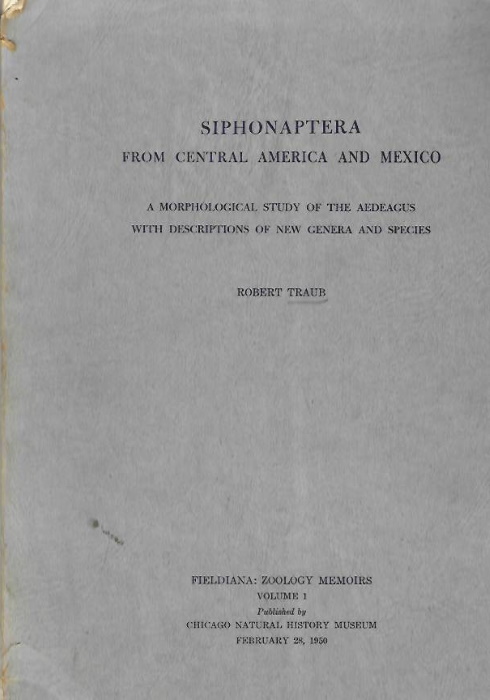 SIPHONAPTERA
FROM CENTRAL AMERICA AND MEXICO
A MORPHOLOGICAL STUDY OF THE AEDEAGUS
WITH DESCRIPTIONS OF NEW GENERA AND SPECIES
ROBERT TRAUB
FIELDIANA: ZOOLOGY MEMOIRS
VOLUME 1
Published by
CHICAGO NATURAL HISTORY MUSEUM
FEBRUARY 28, 1950